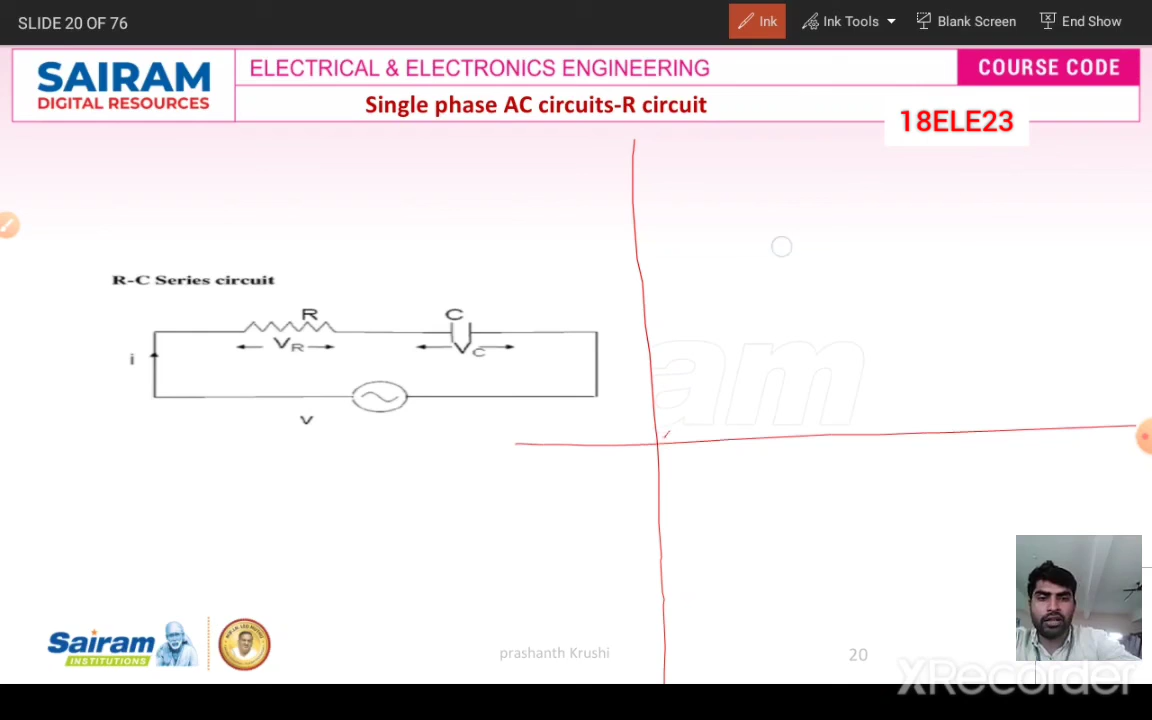 SLIDE 20 OF 76
Ink
Ink Tools
Blank Screen
End Show
SAIRAM
DIGITAL RESOURCES
ELECTRICAL & ELECTRONICS ENGINEERING
COURSE CODE
Single phase AC circuits-R circuit
18ELE23
R-C Series circuit
R
C
VR
VC
i
v
am
Sairam
INSTITUTIONS
prashanth Krushi
20
XRecorder